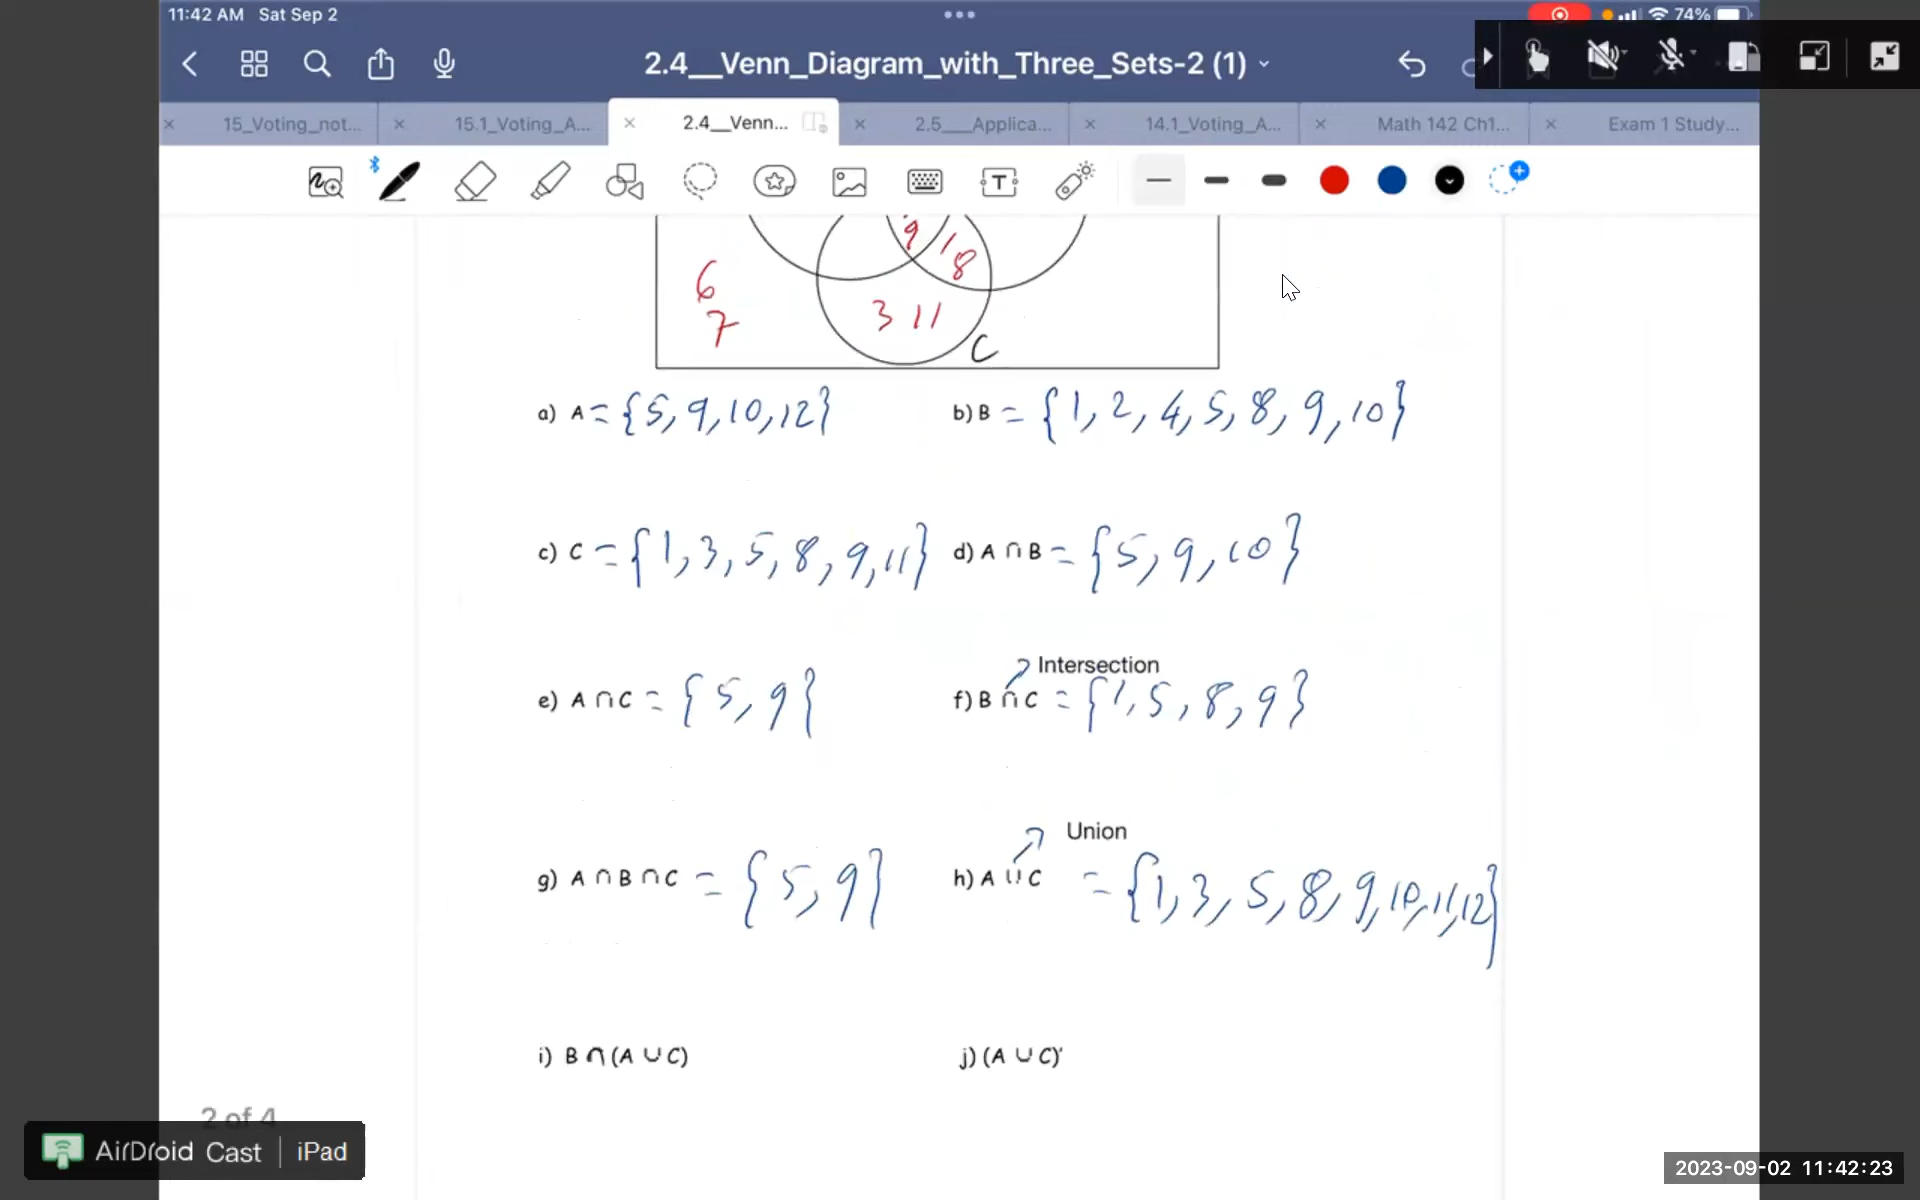 11:42 AM Sat Sep 2
74%
2.4__Venn_Diagram_with_Three_Sets-2 (1)
15_Voting_not...
15.1_Voting_A...
2.4__Venn...
2.5___Applica...
14.1_Voting_A...
Math 142 Ch1...
Exam 1 Study...
9 1
8
6
7
3 11
C
a) A = {5, 9, 10, 12}
b) B = {1, 2, 4, 5, 8, 9, 10}
c) C = {1, 3, 5, 8, 9, 11}
d) A ∩ B = {5, 9, 10}
Intersection
e) A ∩ C = {5, 9}
f) B ∩ C = {1, 5, 8, 9}
Union
g) A ∩ B ∩ C = {5, 9}
h) A ∪ C = {1, 3, 5, 8, 9, 10, 11, 12}
i) B ∩ (A ∪ C)
j) (A ∪ C)'
2 of 4
AirDroid Cast | iPad
2023-09-02 11:42:23